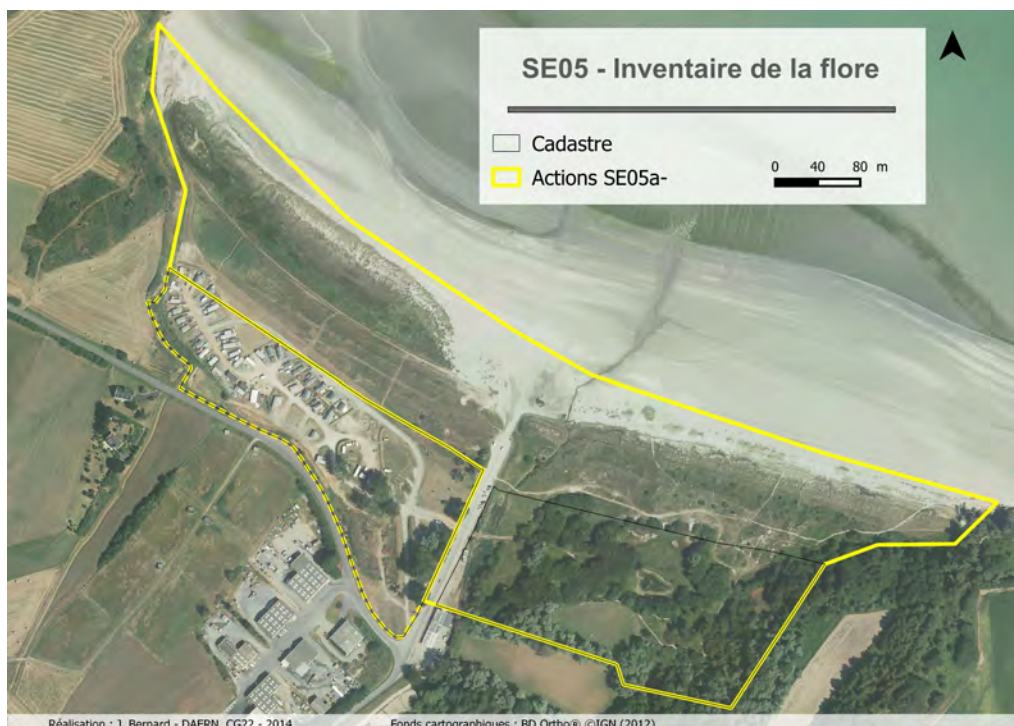 SE05 - Inventaire de la flore
Cadastre
Actions SE05a-
0 40 80 m
Réalisation : J. Bernard - DAERN, CG22 - 2014 Fonds cartographiques : BD Ortho® ©IGN (2012)